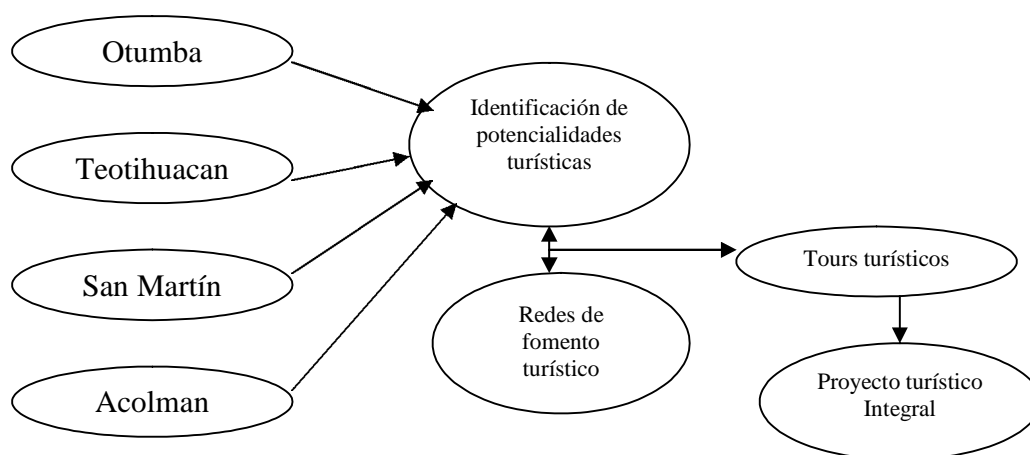 Otumba
Teotihuacan
San Martín
Acolman
Identificación de
potencialidades
turísticas
Redes de
fomento
turístico
Tours turísticos
Proyecto turístico
Integral